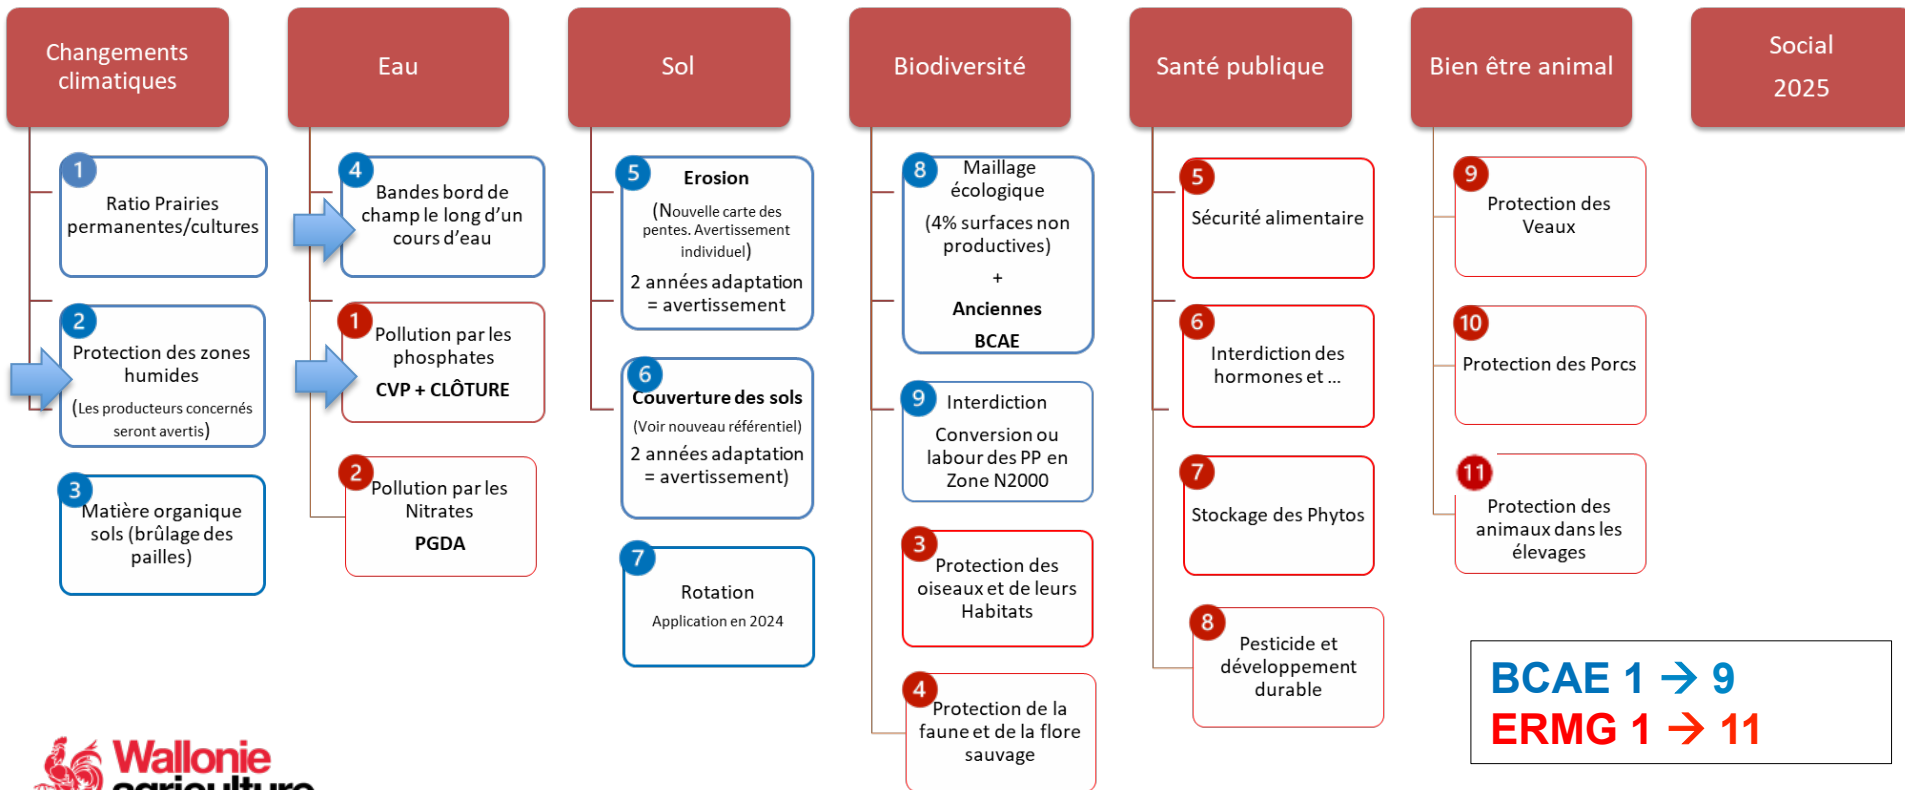 Changements
climatiques
1
Ratio Prairies
permanentes/cultures
2
Protection des zones
humides
(Les producteurs concernés
seront avertis)
3
Matière organique
sols (brûlage des
pailles)
Eau
4
Bandes bord de
champ le long d’un
cours d’eau
1
Pollution par les
phosphates
CVP + CLÔTURE
2
Pollution par les
Nitrates
PGDA
Sol
5
Erosion
(Nouvelle carte des
pentes. Avertissement
individuel)
2 années adaptation
= avertissement
6
Couverture des sols
(Voir nouveau référentiel)
2 années adaptation
= avertissement)
7
Rotation
Application en 2024
Biodiversité
8
Maillage
écologique
(4% surfaces non
productives)
+
Anciennes
BCAE
9
Interdiction
Conversion ou
labour des PP en
Zone N2000
3
Protection des
oiseaux et de leurs
Habitats
4
Protection de la
faune et de la flore
sauvage
Santé publique
5
Sécurité alimentaire
6
Interdiction des
hormones et ...
7
Stockage des Phytos
8
Pesticide et
développement
durable
Bien être animal
9
Protection des
Veaux
10
Protection des Porcs
11
Protection des
animaux dans les
élevages
Social
2025
BCAE 1 → 9
ERMG 1 → 11
Wallonie
agriculture